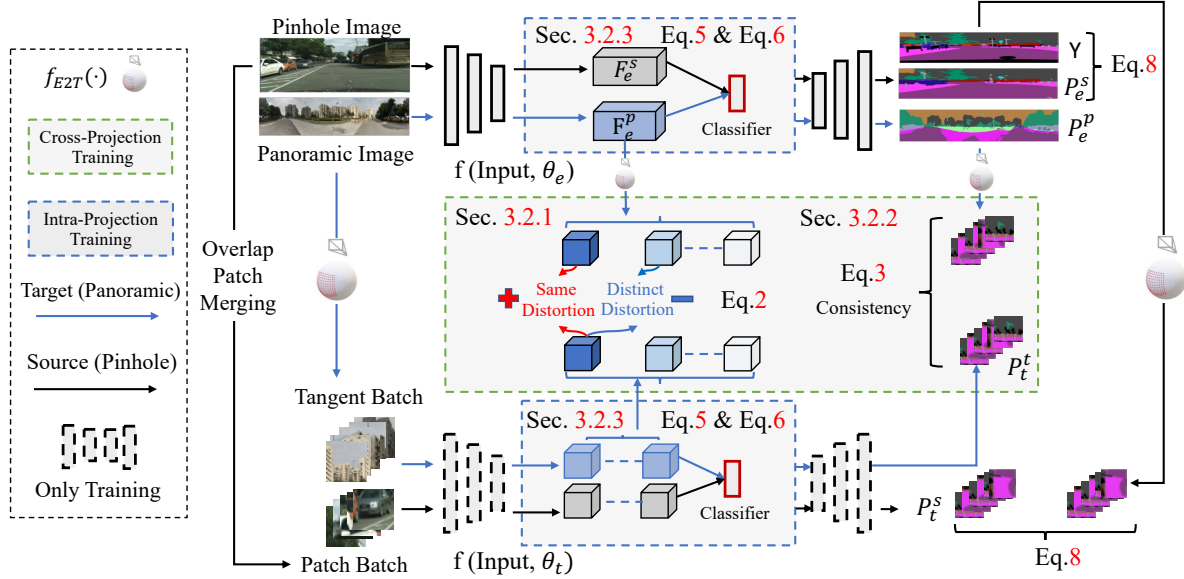 f_{E2T}(·)
Cross-Projection
Training
Intra-Projection
Training
Target (Panoramic)
Source (Pinhole)
Only Training
Pinhole Image
Panoramic Image
Overlap
Patch
Merging
Tangent Batch
Patch Batch
f (Input, θ_e)
Sec. 3.2.3 Eq.5 & Eq.6
F_e^s
F_e^p
Classifier
Y
P_e^s
P_e^p
Eq.8
Sec. 3.2.1
Sec. 3.2.2
Same
Distortion
Distinct
Distortion
Eq.2
Eq.3
Consistency
P_t^t
Sec. 3.2.3 Eq.5 & Eq.6
Classifier
f (Input, θ_t)
P_t^s
Eq.8